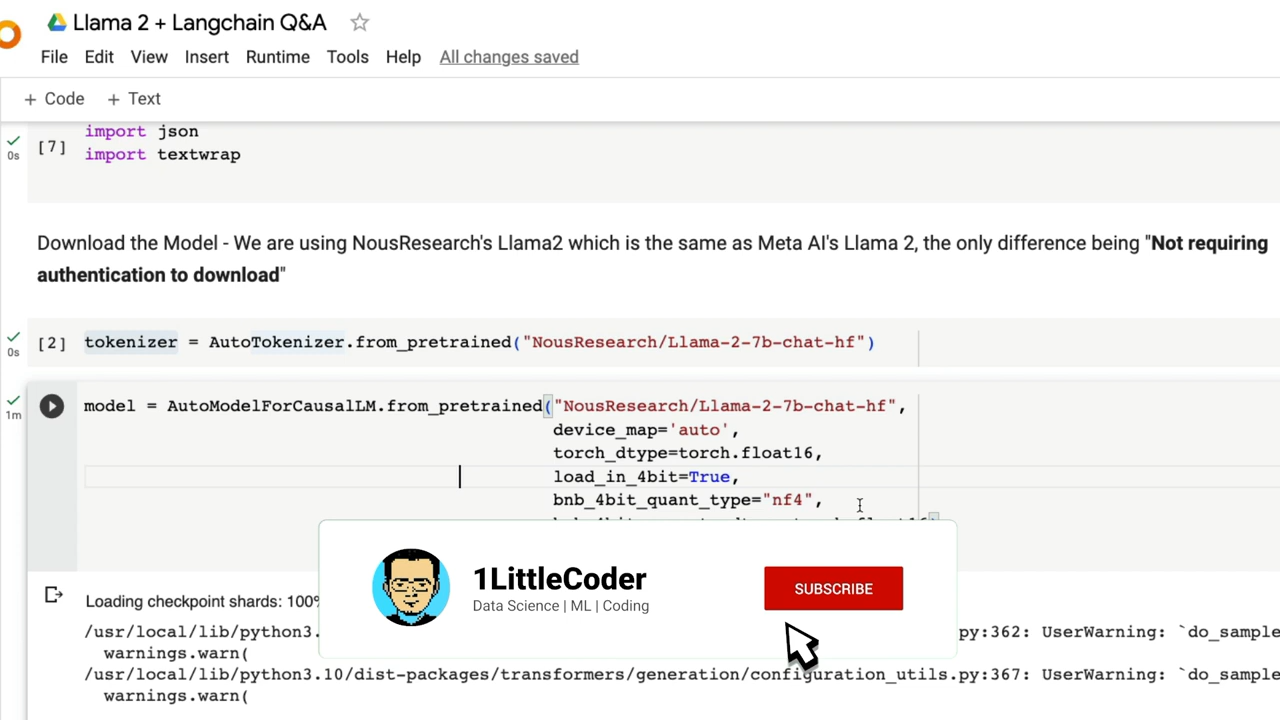 Llama 2 + Langchain Q&A
File Edit View Insert Runtime Tools Help All changes saved
+ Code + Text
import json
[7]
import textwrap
0s
Download the Model - We are using NousResearch's Llama2 which is the same as Meta AI's Llama 2, the only difference being "Not requiring
authentication to download"
[2] tokenizer = AutoTokenizer.from_pretrained("NousResearch/Llama-2-7b-chat-hf")
0s
model = AutoModelForCausalLM.from_pretrained("NousResearch/Llama-2-7b-chat-hf",
1m
device_map='auto',
torch_dtype=torch.float16,
load_in_4bit=True,
bnb_4bit_quant_type="nf4",
1LittleCoder
Data Science | ML | Coding
SUBSCRIBE
Loading checkpoint shards: 100%
/usr/local/lib/python3. py:362: UserWarning: `do_sample
warnings.warn(
/usr/local/lib/python3.10/dist-packages/transformers/generation/configuration_utils.py:367: UserWarning: `do_sample
warnings.warn(